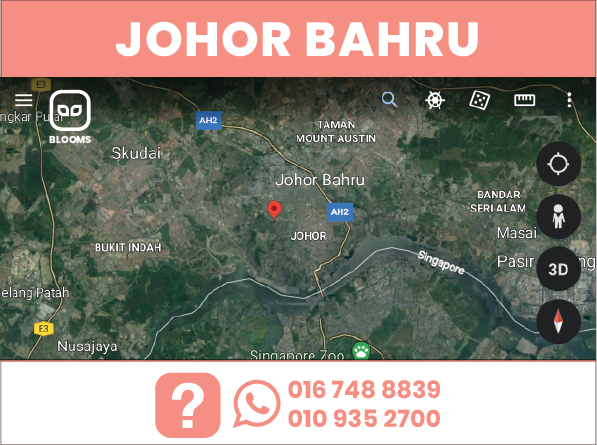 JOHOR BAHRU
E3
ngkar Pulai
BLOOMS
AH2
TAMAN
MOUNT AUSTIN
Skudai
Johor Bahru
BANDAR
SERI ALAM
AH2
JOHOR
Masai
BUKIT INDAH
Singapore
Pasir
ng
3D
elang Patah
E3
Nusajaya
Singapore Zoo
?
016 748 8839
010 935 2700